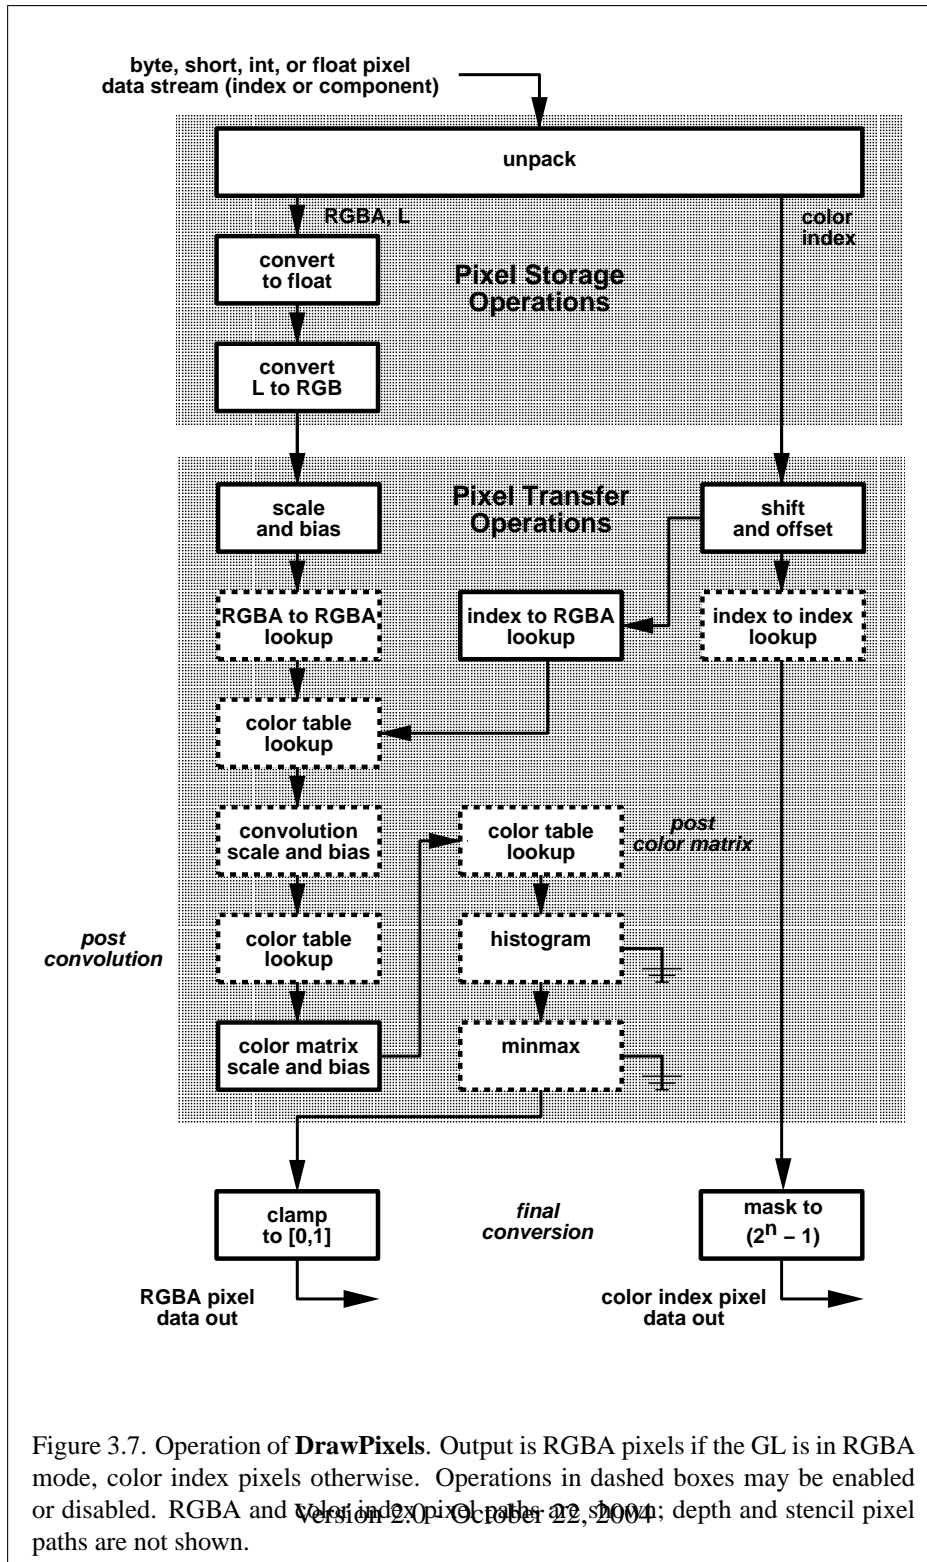 byte, short, int, or float pixel
data stream (index or component)
unpack
RGBA, L
color
index
convert
to float
Pixel Storage
Operations
convert
L to RGB
scale
and bias
Pixel Transfer
Operations
shift
and offset
RGBA to RGBA
lookup
index to RGBA
lookup
index to index
lookup
color table
lookup
convolution
scale and bias
color table
lookup
post
color matrix
post
convolution
color table
lookup
histogram
color matrix
scale and bias
minmax
clamp
to [0,1]
final
conversion
mask to
(2^n − 1)
RGBA pixel
data out
color index pixel
data out
Figure 3.7. Operation of DrawPixels. Output is RGBA pixels if the GL is in RGBA
mode, color index pixels otherwise. Operations in dashed boxes may be enabled
or disabled. RGBA and color index pixel paths are shown; depth and stencil pixel
Version 2.0 - October 22, 2004
paths are not shown.